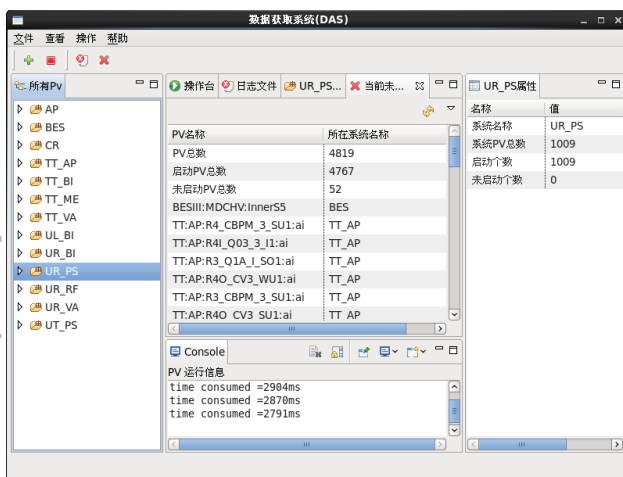 数据获取系统(DAS)
文件 查看 操作 帮助
所有Pv
AP
BES
CR
TT_AP
TT_BI
TT_ME
TT_VA
UL_BI
UR_BI
UR_PS
UR_RF
UR_VA
UT_PS
操作台 日志文件 UR_PS... 当前未...
PV名称 所在系统名称
PV总数 4819
启动PV总数 4767
未启动PV总数 52
BESIII:MDCHV:InnerS5 BES
TT:AP:R4_CBPM_3_SU1:ai TT_AP
TT:AP:R4I_Q03_3_I1:ai TT_AP
TT:AP:R3_Q1A_I_SO1:ai TT_AP
TT:AP:R4O_CV3_WU1:ai TT_AP
TT:AP:R3_CBPM_3_SU1:ai TT_AP
TT:AP:R4O_CV3_SU1:ai TT_AP
Console
PV 运行信息
time consumed =2904ms
time consumed =2870ms
time consumed =2791ms
UR_PS属性
名称 值
系统名称 UR_PS
系统PV总数 1009
启动个数 1009
未启动个数 0